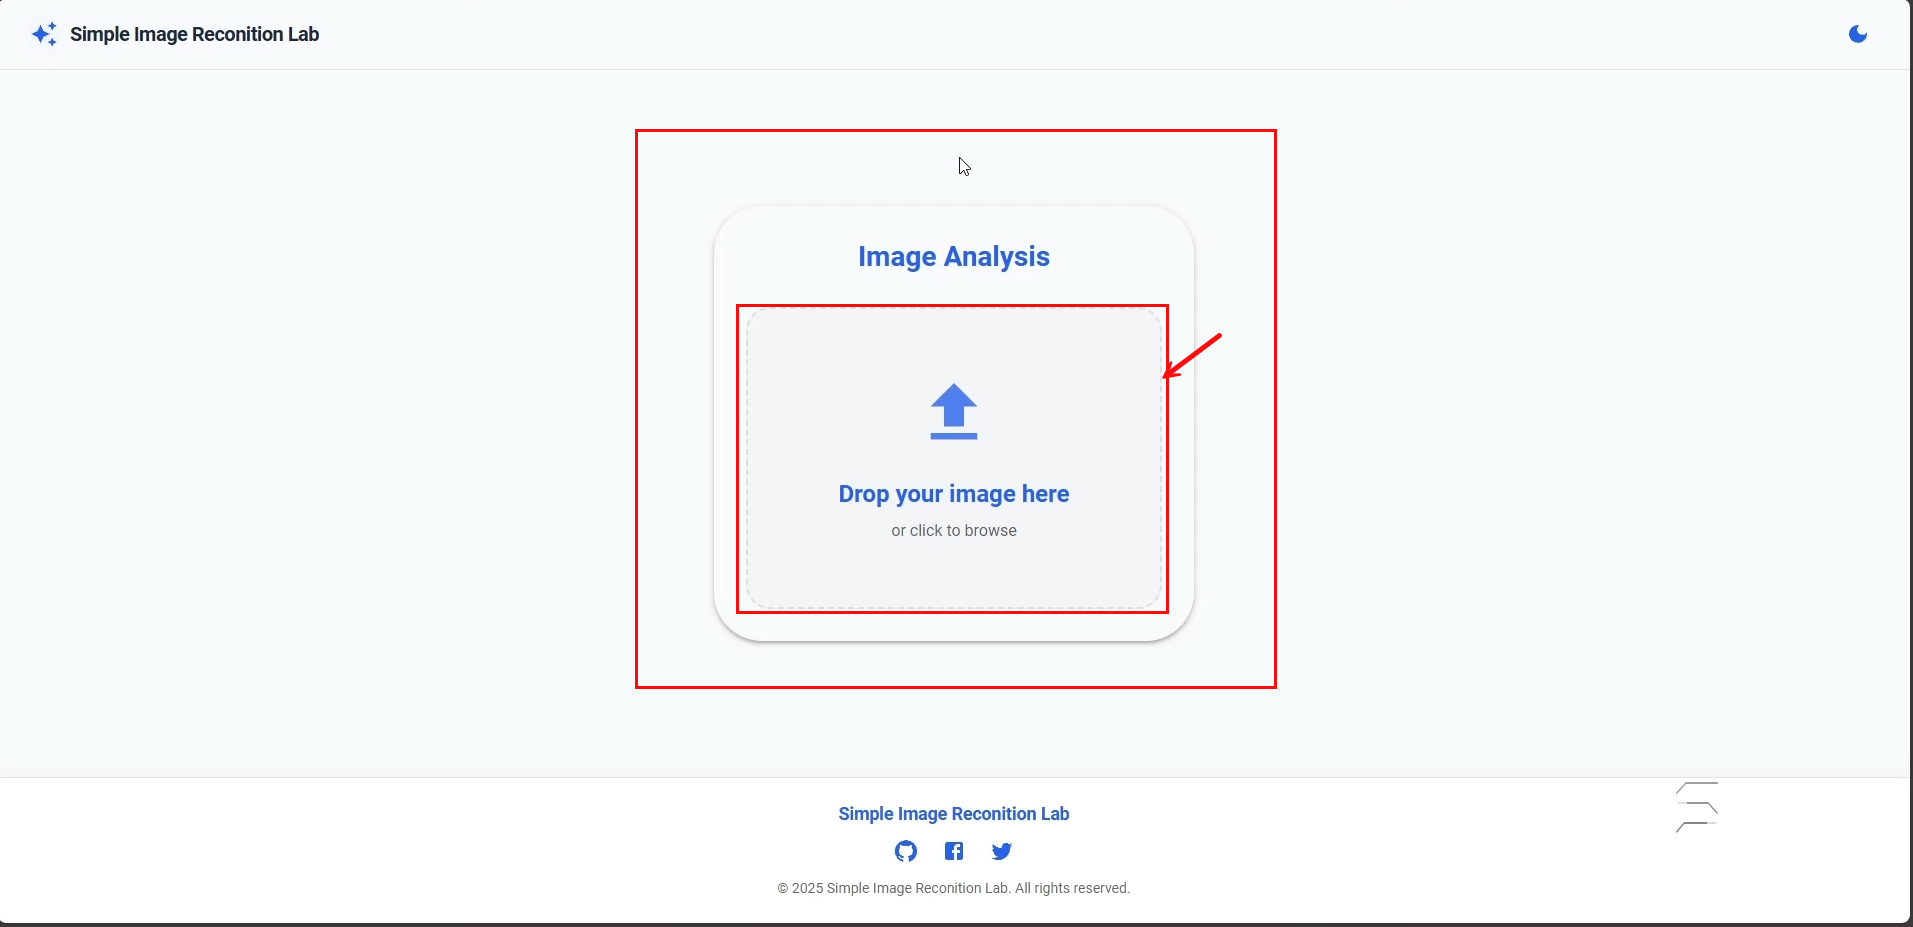 Simple Image Reconition Lab
Image Analysis
Drop your image here
or click to browse
Simple Image Reconition Lab
© 2025 Simple Image Reconition Lab. All rights reserved.